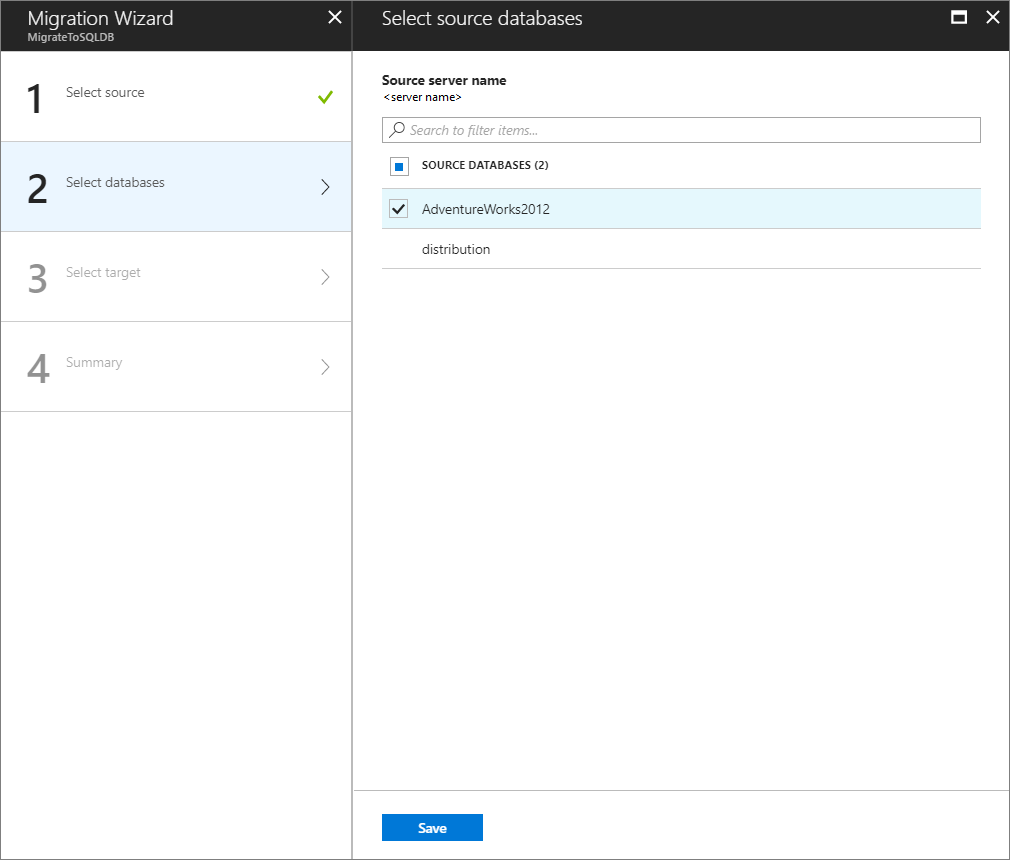 Migration Wizard
MigrateToSQLDB
1
Select source
2
Select databases
3
Select target
4
Summary
Select source databases
Source server name
<server name>
Search to filter items...
SOURCE DATABASES (2)
AdventureWorks2012
distribution
Save